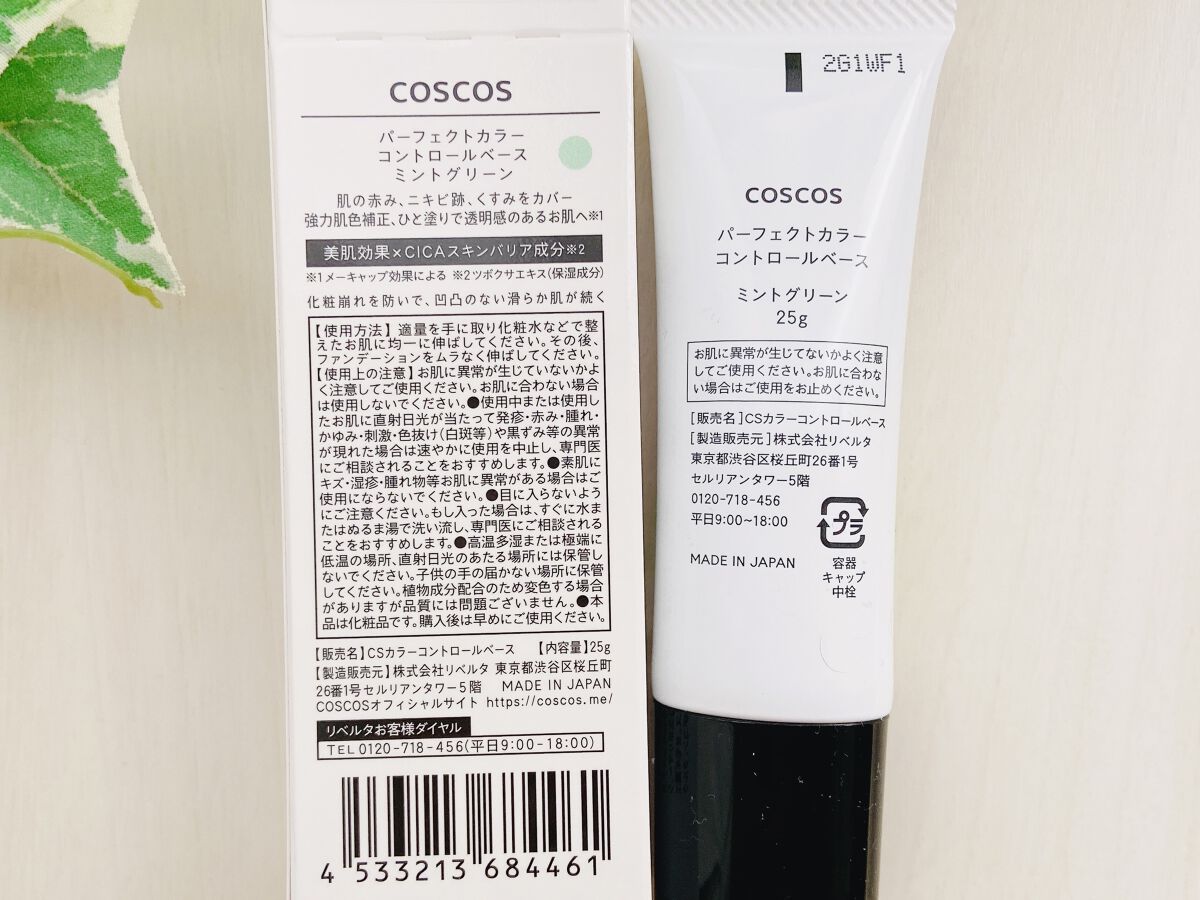 COSCOS
パーフェクトカラー
コントロールベース
ミントグリーン
肌の赤み、ニキビ跡、くすみをカバー
強力肌色補正、ひと塗りで透明感のあるお肌へ※1
美肌効果×CICAスキンバリア成分※2
※1メーキャップ効果による ※2ツボクサエキス(保湿成分)
化粧崩れを防いで、凹凸のない滑らか肌が続く
【使用方法】適量を手に取り化粧水などで整
えたお肌に均一に伸ばしてください。その後、
ファンデーションをムラなく伸ばしてください。
【使用上の注意】お肌に異常が生じていないかよ
く注意してご使用ください。お肌に合わない場合
は使用しないでください。●使用中または使用し
たお肌に直射日光が当たって発疹・赤み・腫れ・
かゆみ・刺激・色抜け(白斑等)や黒ずみ等の異常
が現れた場合は速やかに使用を中止し、専門医
にご相談されることをおすすめします。●素肌に
キズ・湿疹・腫れ物等お肌に異常がある場合はご
使用にならないでください。●目に入らないよう
にご注意ください。もし入った場合は、すぐに水ま
たはぬるま湯で洗い流し、専門医にご相談される
ことをおすすめします。●高温多湿または極端に
低温の場所、直射日光のあたる場所には保管し
ないでください。子供の手の届かない場所に保管
してください。植物成分配合のため変色する場合
がありますが品質には問題ございません。●本
品は化粧品です。購入後は早めにご使用ください。
【販売名】CSカラーコントロールベース 【内容量】25g
【製造販売元】株式会社リベルタ 東京都渋谷区桜丘町
26番1号セルリアンタワー5階 MADE IN JAPAN
COSCOSオフィシャルサイト https://coscos.me/
リベルタお客様ダイヤル
TEL 0120-718-456(平日9:00-18:00)
4 533213 684461
2G1WF1
COSCOS
パーフェクトカラー
コントロールベース
ミントグリーン
25g
お肌に異常が生じてないかよく注意
してご使用ください。お肌に合わな
い場合はご使用をお止めください。
[販売名]CSカラーコントロールベース
[製造販売元]株式会社リベルタ
東京都渋谷区桜丘町26番1号
セルリアンタワー5階
0120-718-456
平日9:00~18:00
プラ
MADE IN JAPAN
容器
キャップ
中栓